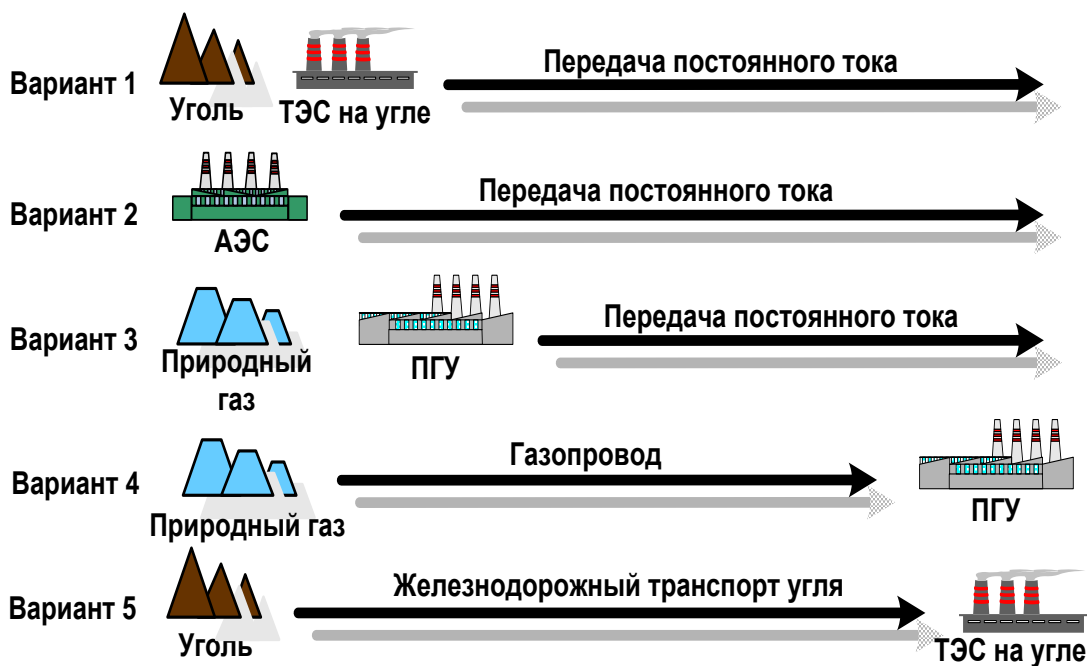 Вариант 1
Уголь
ТЭС на угле
Передача постоянного тока
Вариант 2
АЭС
Передача постоянного тока
Вариант 3
Природный
газ
ПГУ
Передача постоянного тока
Вариант 4
Природный газ
Газопровод
ПГУ
Вариант 5
Уголь
Железнодорожный транспорт угля
ТЭС на угле